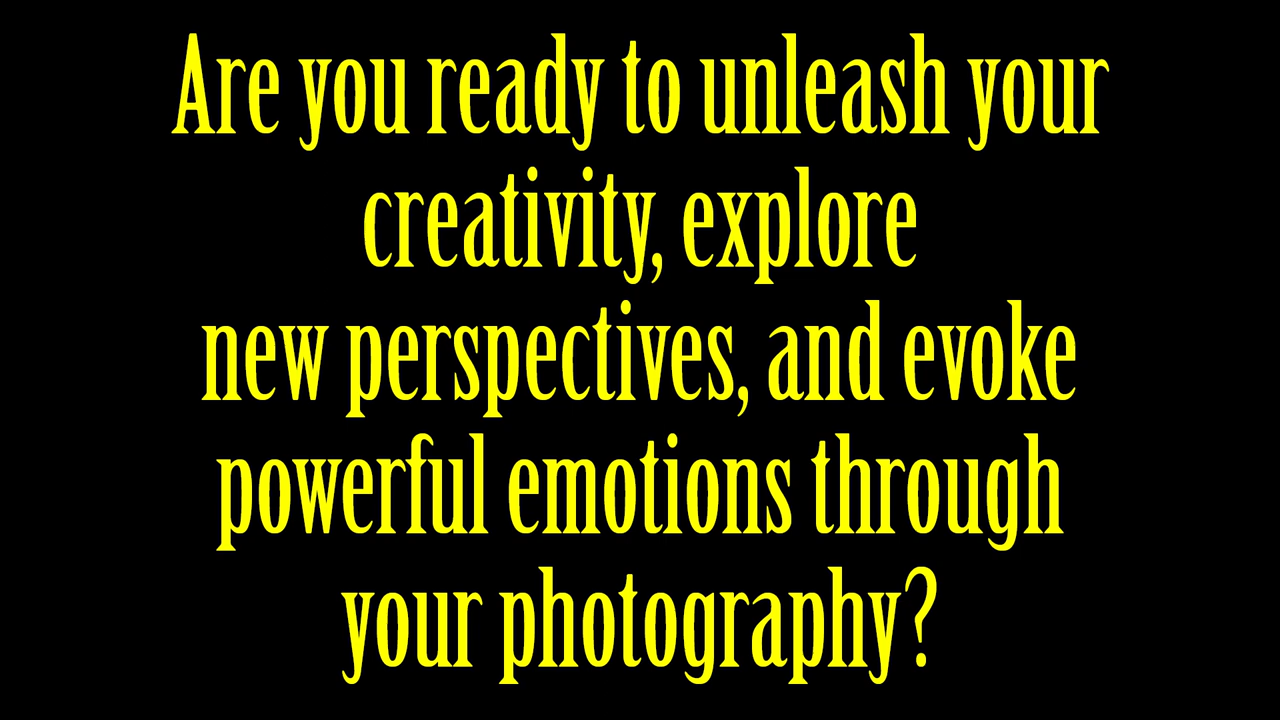 Are you ready to unleash your
creativity, explore
new perspectives, and evoke
powerful emotions through
your photography?